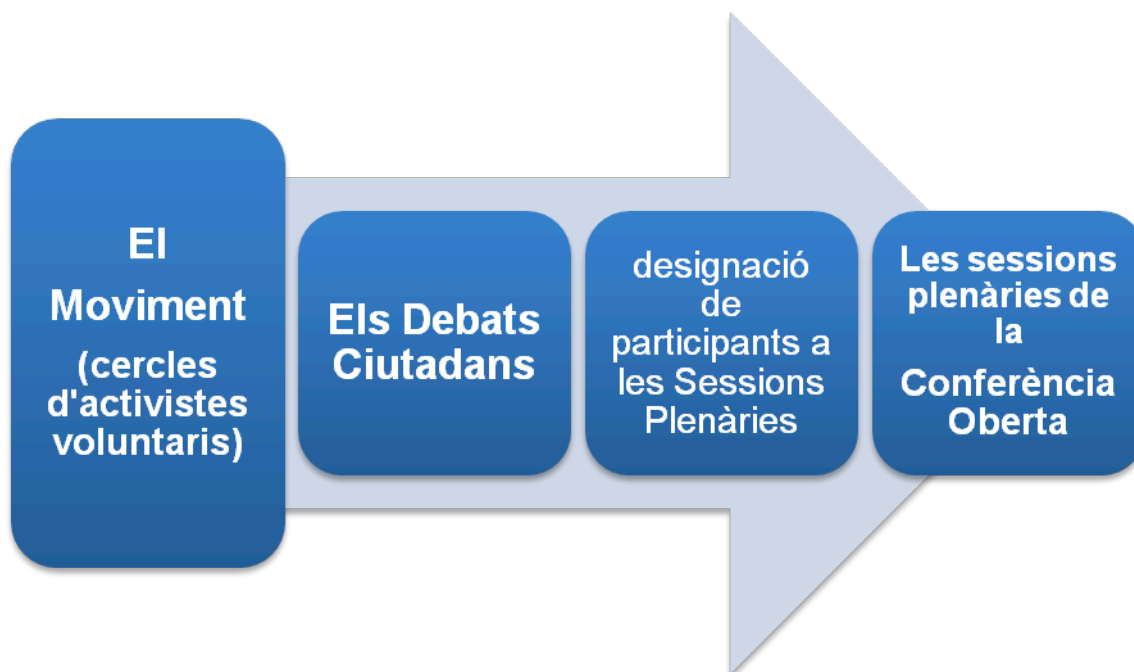 El
Moviment
(cercles
d'activistes
voluntaris)
Els Debats
Ciutadans
designació
de
participants a
les Sessions
Plenàries
Les sessions
plenàries de
la
Conferència
Oberta